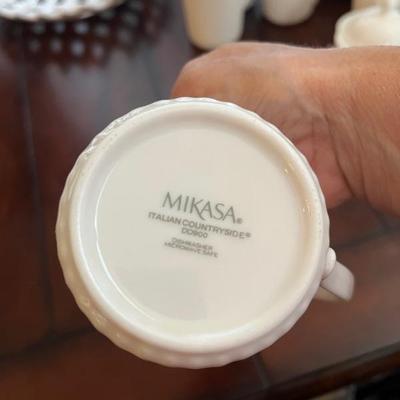 MIKASA®
ITALIAN COUNTRYSIDE®
DD900
DISHWASHER
MICROWAVE SAFE